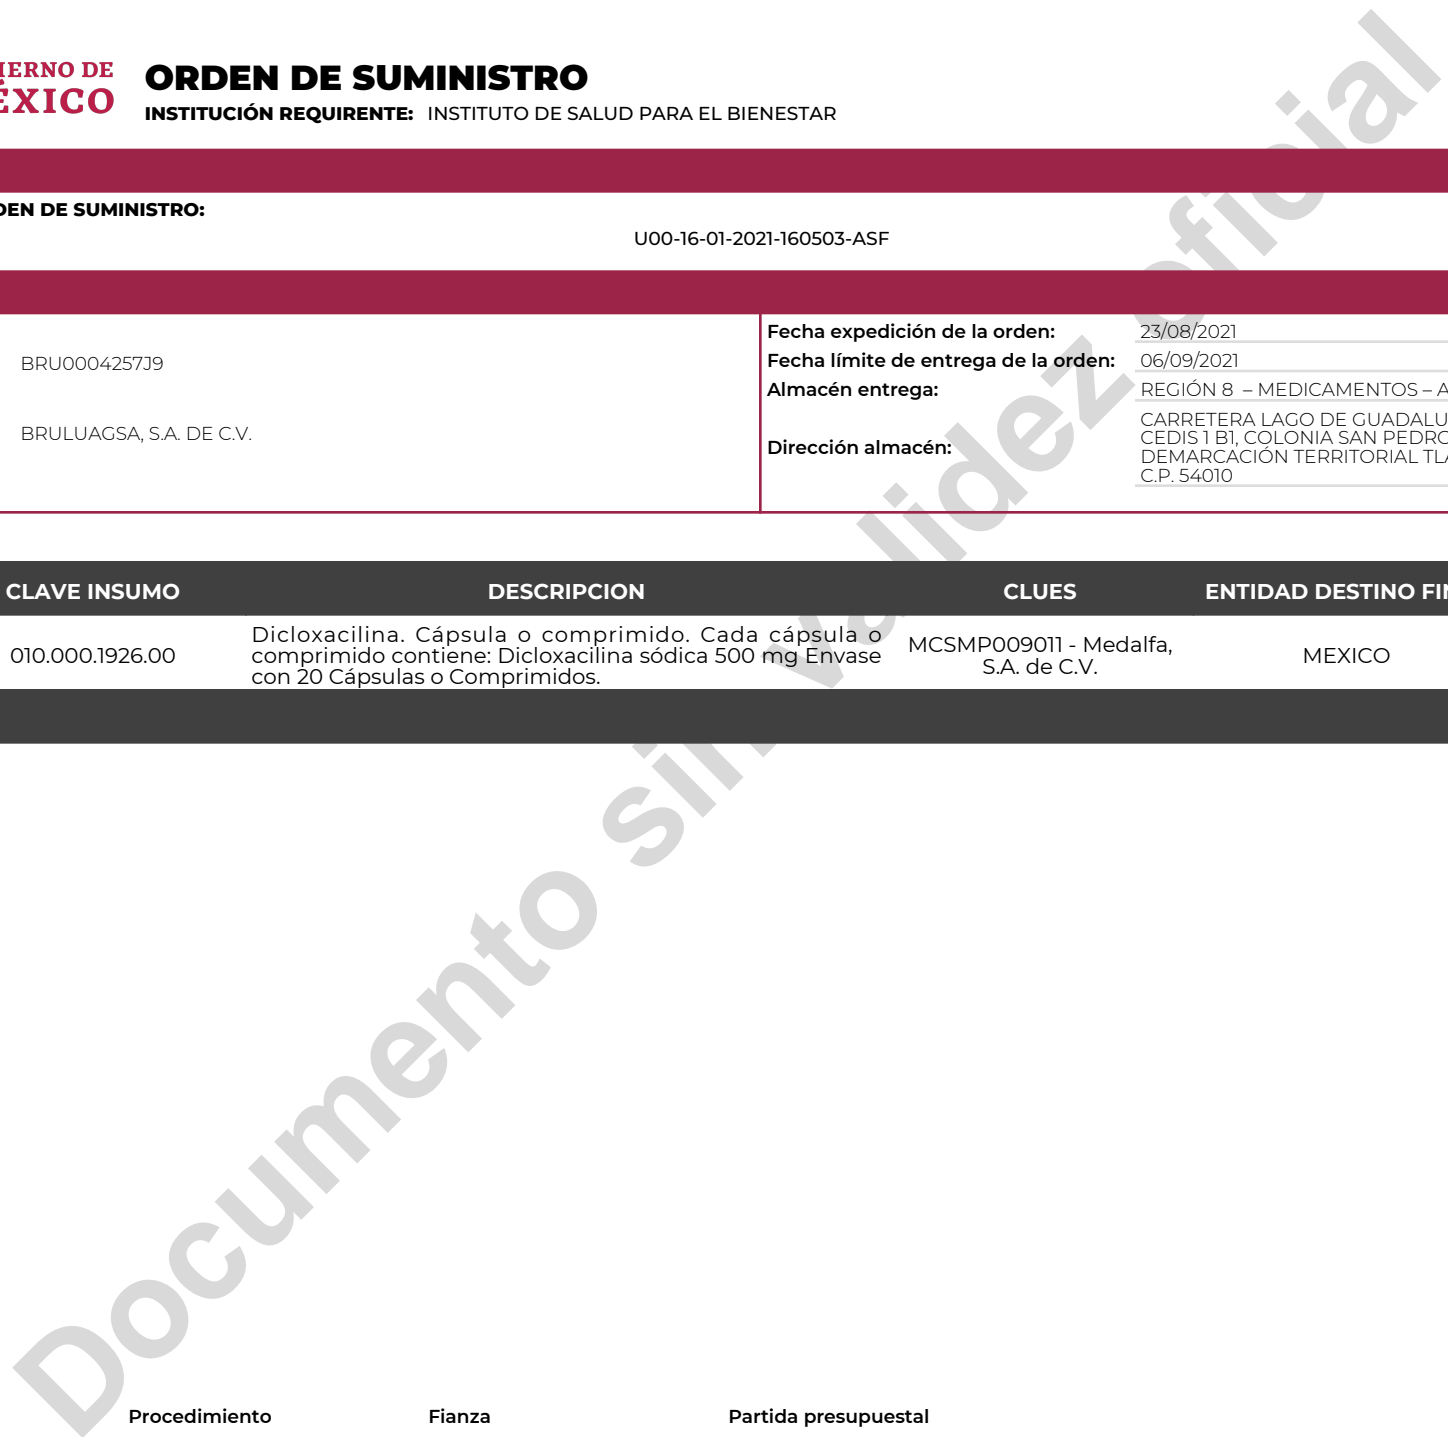 IERNO DE
ÉXICO
ORDEN DE SUMINISTRO
INSTITUCIÓN REQUIRENTE: INSTITUTO DE SALUD PARA EL BIENESTAR
DEN DE SUMINISTRO:
U00-16-01-2021-160503-ASF
BRU0004257J9
BRULUAGSA, S.A. DE C.V.
Fecha expedición de la orden: 23/08/2021
Fecha límite de entrega de la orden: 06/09/2021
Almacén entrega: REGIÓN 8 – MEDICAMENTOS – A
Dirección almacén: CARRETERA LAGO DE GUADALU
CEDIS 1 B1, COLONIA SAN PEDRO
DEMARCACIÓN TERRITORIAL TLA
C.P. 54010
CLAVE INSUMO DESCRIPCION CLUES ENTIDAD DESTINO FIN
010.000.1926.00
Dicloxacilina. Cápsula o comprimido. Cada cápsula o
comprimido contiene: Dicloxacilina sódica 500 mg Envase
con 20 Cápsulas o Comprimidos.
MCSMP009011 - Medalfa,
S.A. de C.V.
MEXICO
Documento sin validez oficial
Procedimiento Fianza Partida presupuestal